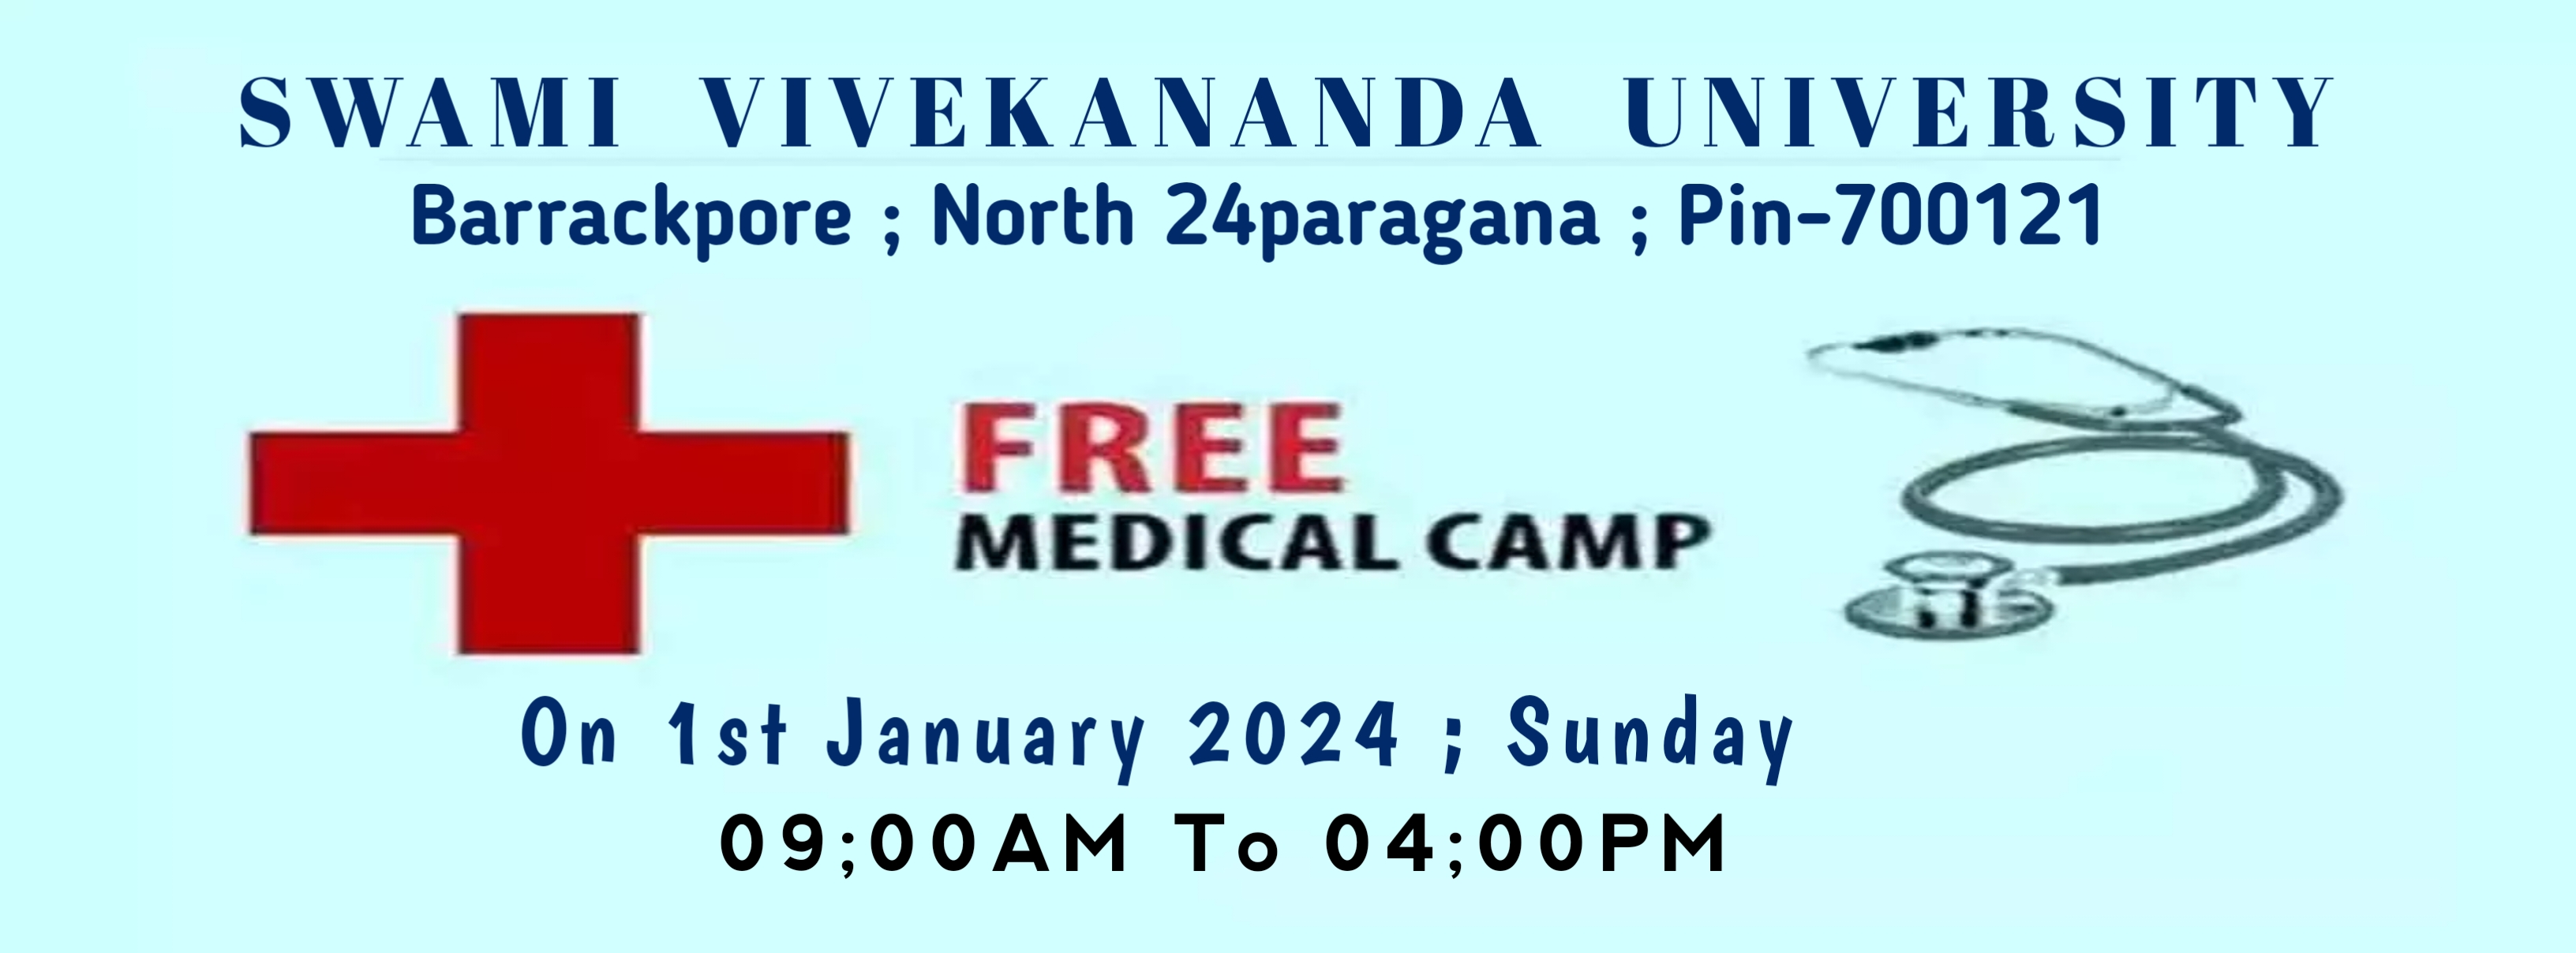 SWAMI VIVEKANANDA UNIVERSITY
Barrackpore ; North 24paragana ; Pin-700121
FREE
MEDICAL CAMP
On 1st January 2024 ; Sunday
09;00AM To 04;00PM